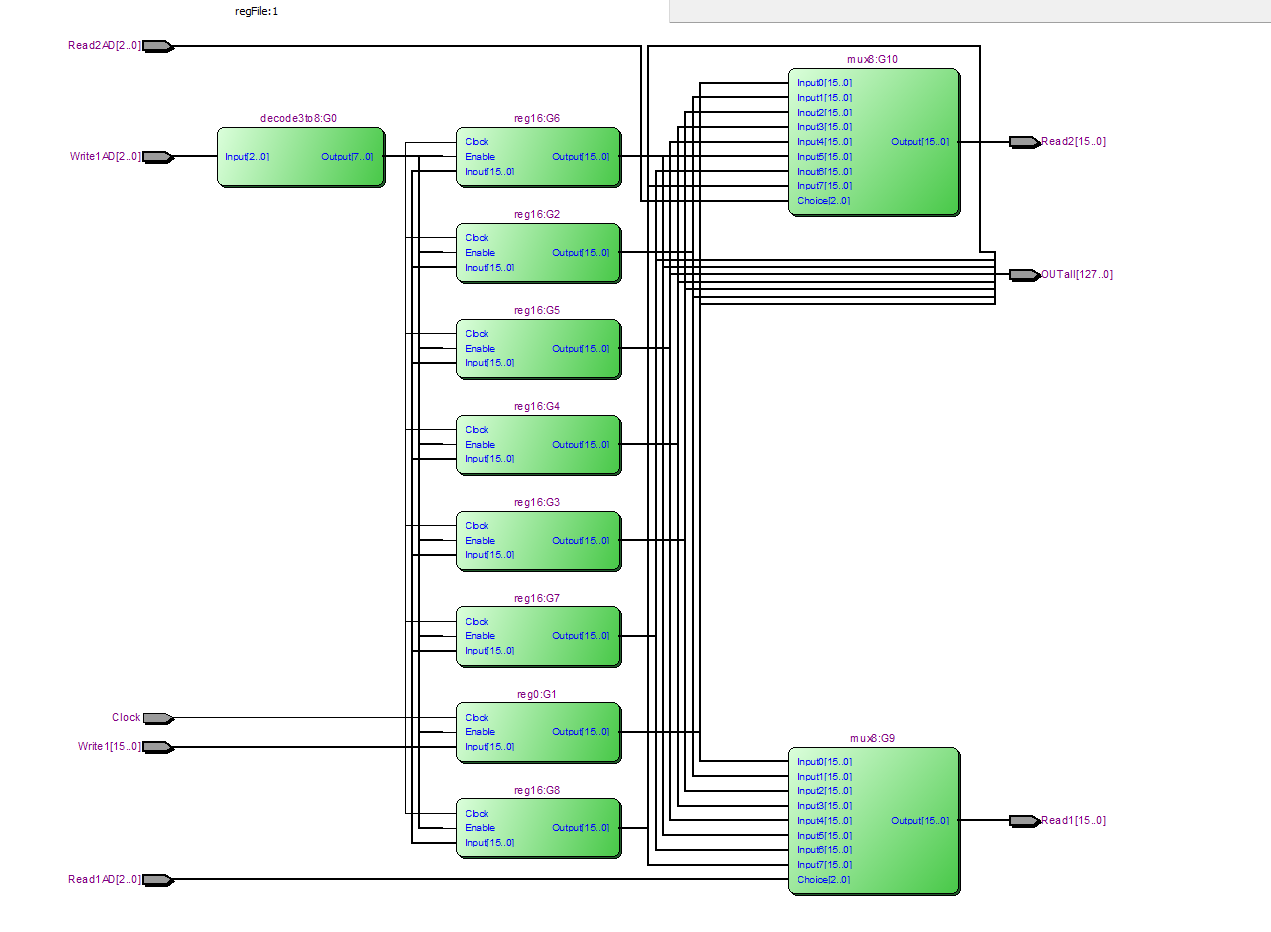 regFile:1
Read2AD[2..0]
Write1AD[2..0]
decode3to8:G0
Input[2..0]
Output[7..0]
reg16:G6
Clock
Enable
Input[15..0]
Output[15..0]
reg16:G2
Clock
Enable
Input[15..0]
Output[15..0]
reg16:G5
Clock
Enable
Input[15..0]
Output[15..0]
reg16:G4
Clock
Enable
Input[15..0]
Output[15..0]
reg16:G3
Clock
Enable
Input[15..0]
Output[15..0]
reg16:G7
Clock
Enable
Input[15..0]
Output[15..0]
Clock
Write1[15..0]
reg0:G1
Clock
Enable
Input[15..0]
Output[15..0]
reg16:G8
Clock
Enable
Input[15..0]
Output[15..0]
Read1AD[2..0]
mux8:G10
Input0[15..0]
Input1[15..0]
Input2[15..0]
Input3[15..0]
Input4[15..0]
Input5[15..0]
Input6[15..0]
Input7[15..0]
Choice[2..0]
Output[15..0]
Read2[15..0]
OUTall[127..0]
mux8:G9
Input0[15..0]
Input1[15..0]
Input2[15..0]
Input3[15..0]
Input4[15..0]
Input5[15..0]
Input6[15..0]
Input7[15..0]
Choice[2..0]
Output[15..0]
Read1[15..0]